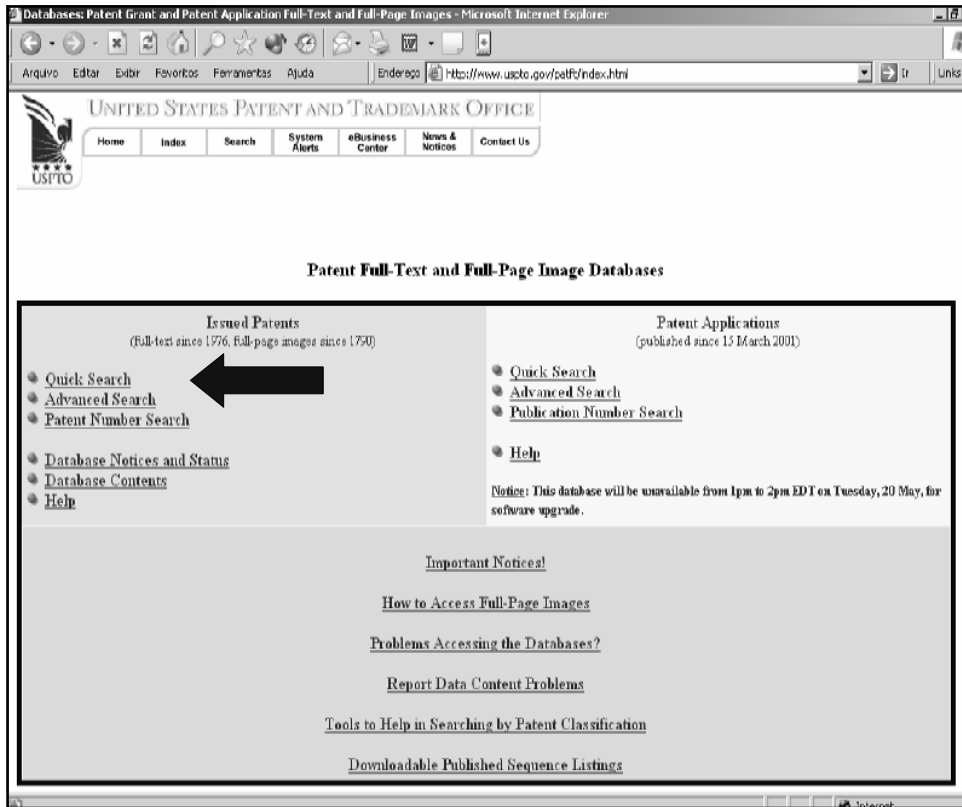 Databases: Patent Grant and Patent Application Full-Text and Full-Page Images - Microsoft Internet Explorer
Arquivo Editar Exibir Favoritos Ferramentas Ajuda Endereço http://www.uspto.gov/patft/index.html Ir Links
UNITED STATES PATENT AND TRADEMARK OFFICE
Home Index Search System Alerts eBusiness Center News & Notices Contact Us
USPTO
Patent Full-Text and Full-Page Image Databases
Issued Patents
(full-text since 1976, full-page images since 1790)
Quick Search
Advanced Search
Patent Number Search
Database Notices and Status
Database Contents
Help
Patent Applications
(published since 15 March 2001)
Quick Search
Advanced Search
Publication Number Search
Help
Notice: This database will be unavailable from 1pm to 2pm EDT on Tuesday, 20 May, for
software upgrade.
Important Notices!
How to Access Full-Page Images
Problems Accessing the Databases?
Report Data Content Problems
Tools to Help in Searching by Patent Classification
Downloadable Published Sequence Listings
Internet